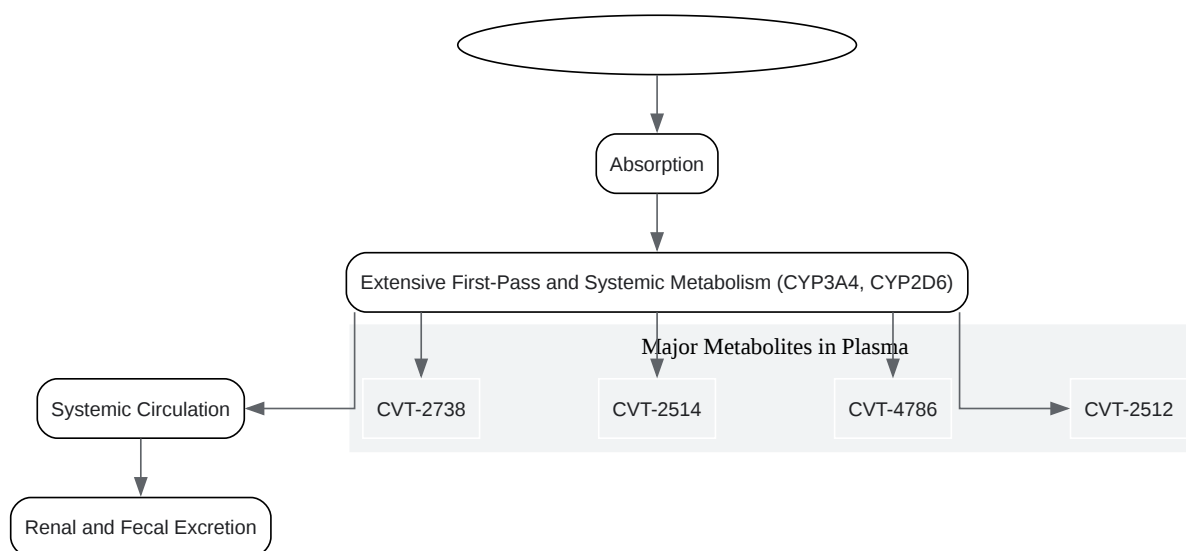 Absorption
Extensive First-Pass and Systemic Metabolism (CYP3A4, CYP2D6)
Major Metabolites in Plasma
Systemic Circulation
CVT-2738
CVT-2514
CVT-4786
CVT-2512
Renal and Fecal Excretion